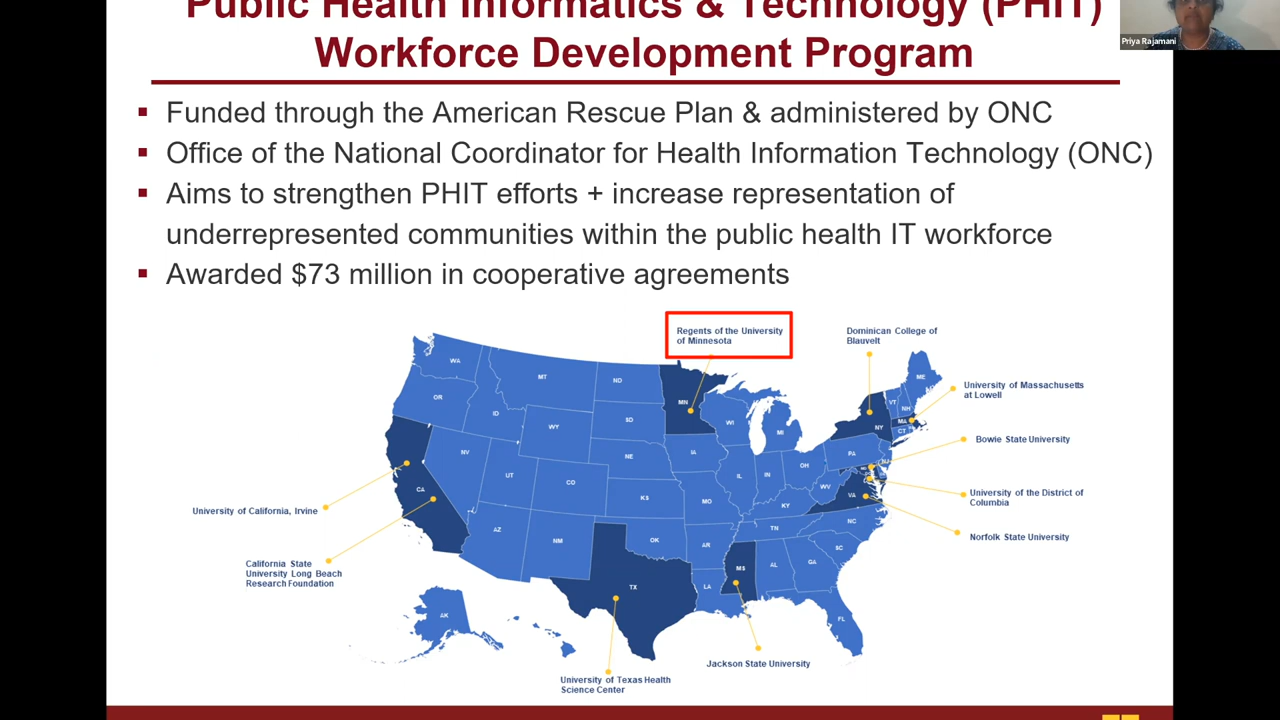 Public Health Informatics & Technology (PHIT)
Workforce Development Program
Priya Rajamani
▪ Funded through the American Rescue Plan & administered by ONC
▪ Office of the National Coordinator for Health Information Technology (ONC)
▪ Aims to strengthen PHIT efforts + increase representation of
underrepresented communities within the public health IT workforce
▪ Awarded $73 million in cooperative agreements
Regents of the University
of Minnesota
Dominican College of
Blauvelt
University of Massachusetts
at Lowell
Bowie State University
University of the District of
Columbia
Norfolk State University
University of California, Irvine
California State
University Long Beach
Research Foundation
University of Texas Health
Science Center
Jackson State University
WA
MT
ND
MN
ME
OR
ID
WY
SD
WI
MI
VT
NH
NY
MA
CT
NV
UT
CO
NE
IA
IL
IN
OH
PA
NJ
CA
KS
MO
KY
WV
VA
AZ
NM
OK
AR
TN
NC
SC
TX
LA
MS
AL
GA
FL
AK